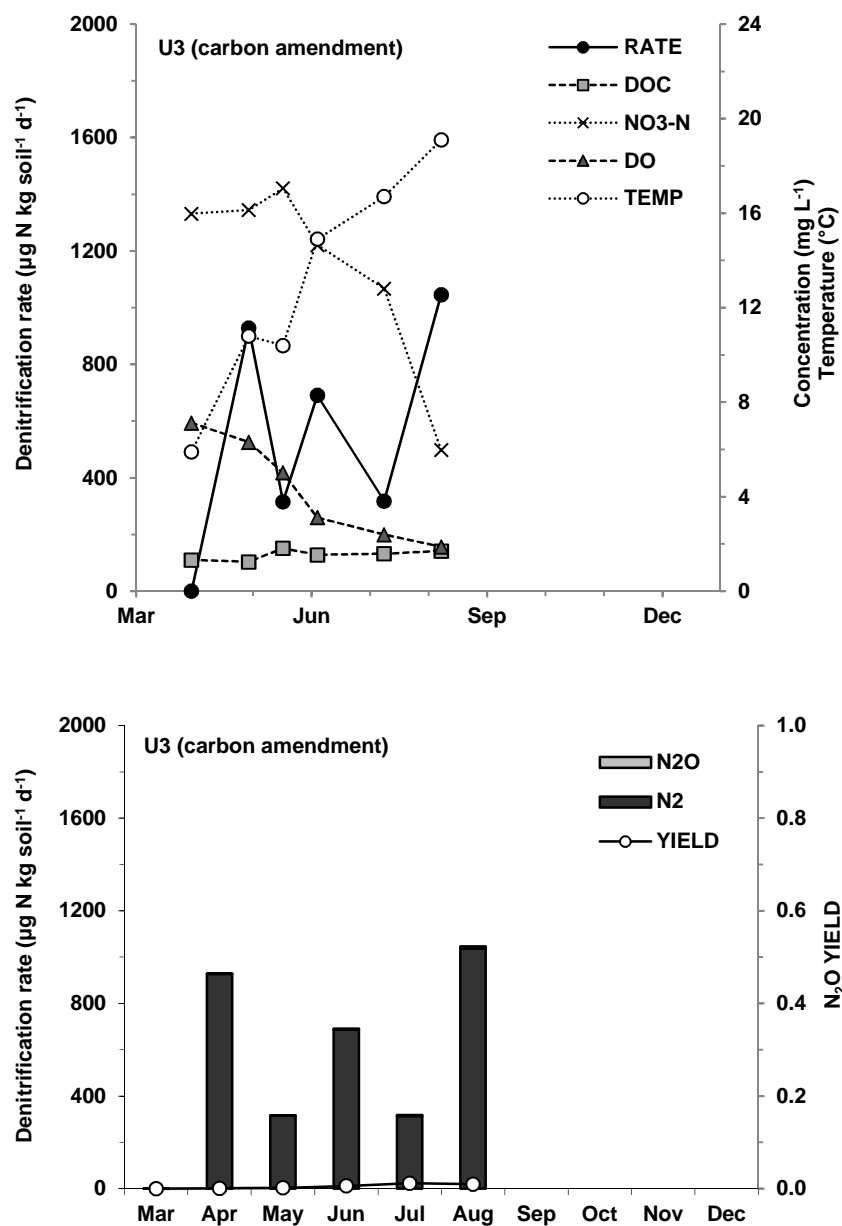 2000
1600
1200
800
400
0
Denitrification rate (µg N kg soil⁻¹ d⁻¹)
U3 (carbon amendment)
RATE
DOC
NO3-N
DO
TEMP
24
20
16
12
8
4
0
Concentration (mg L⁻¹)
Temperature (°C)
Mar Jun Sep Dec
2000
1600
1200
800
400
0
Denitrification rate (µg N kg soil⁻¹ d⁻¹)
U3 (carbon amendment)
N2O
N2
YIELD
1.0
0.8
0.6
0.4
0.2
0.0
N₂O YIELD
Mar Apr May Jun Jul Aug Sep Oct Nov Dec